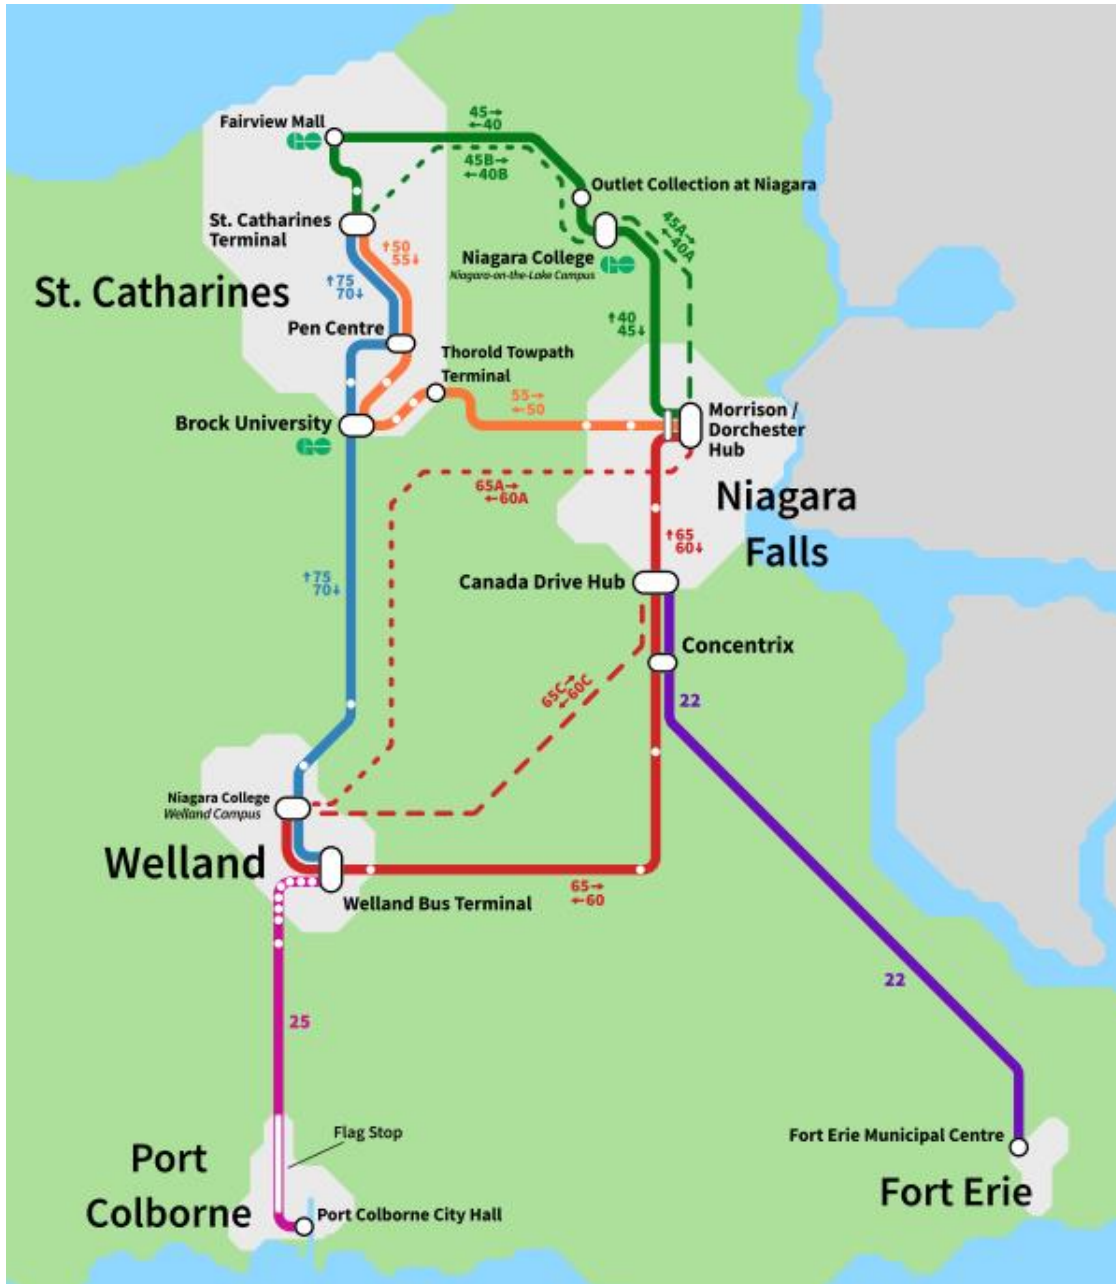 45→
←40
Fairview Mall
GO
45B→
←40B
Outlet Collection at Niagara
St. Catharines
Terminal
45A→
←40A
↑50
55↓
Niagara College
Niagara-on-the-Lake Campus
GO
↑75
70↓
St. Catharines
↑40
45↓
Pen Centre
Thorold Towpath
Terminal
55→
←50
Brock University
GO
Morrison /
Dorchester
Hub
65A→
←60A
Niagara
Falls
↑65
60↓
↑75
70↓
Canada Drive Hub
Concentrix
65C→
←60C
22
Niagara College
Welland Campus
Welland
65→
←60
Welland Bus Terminal
22
25
Flag Stop
Fort Erie Municipal Centre
Port
Colborne
Fort Erie
Port Colborne City Hall